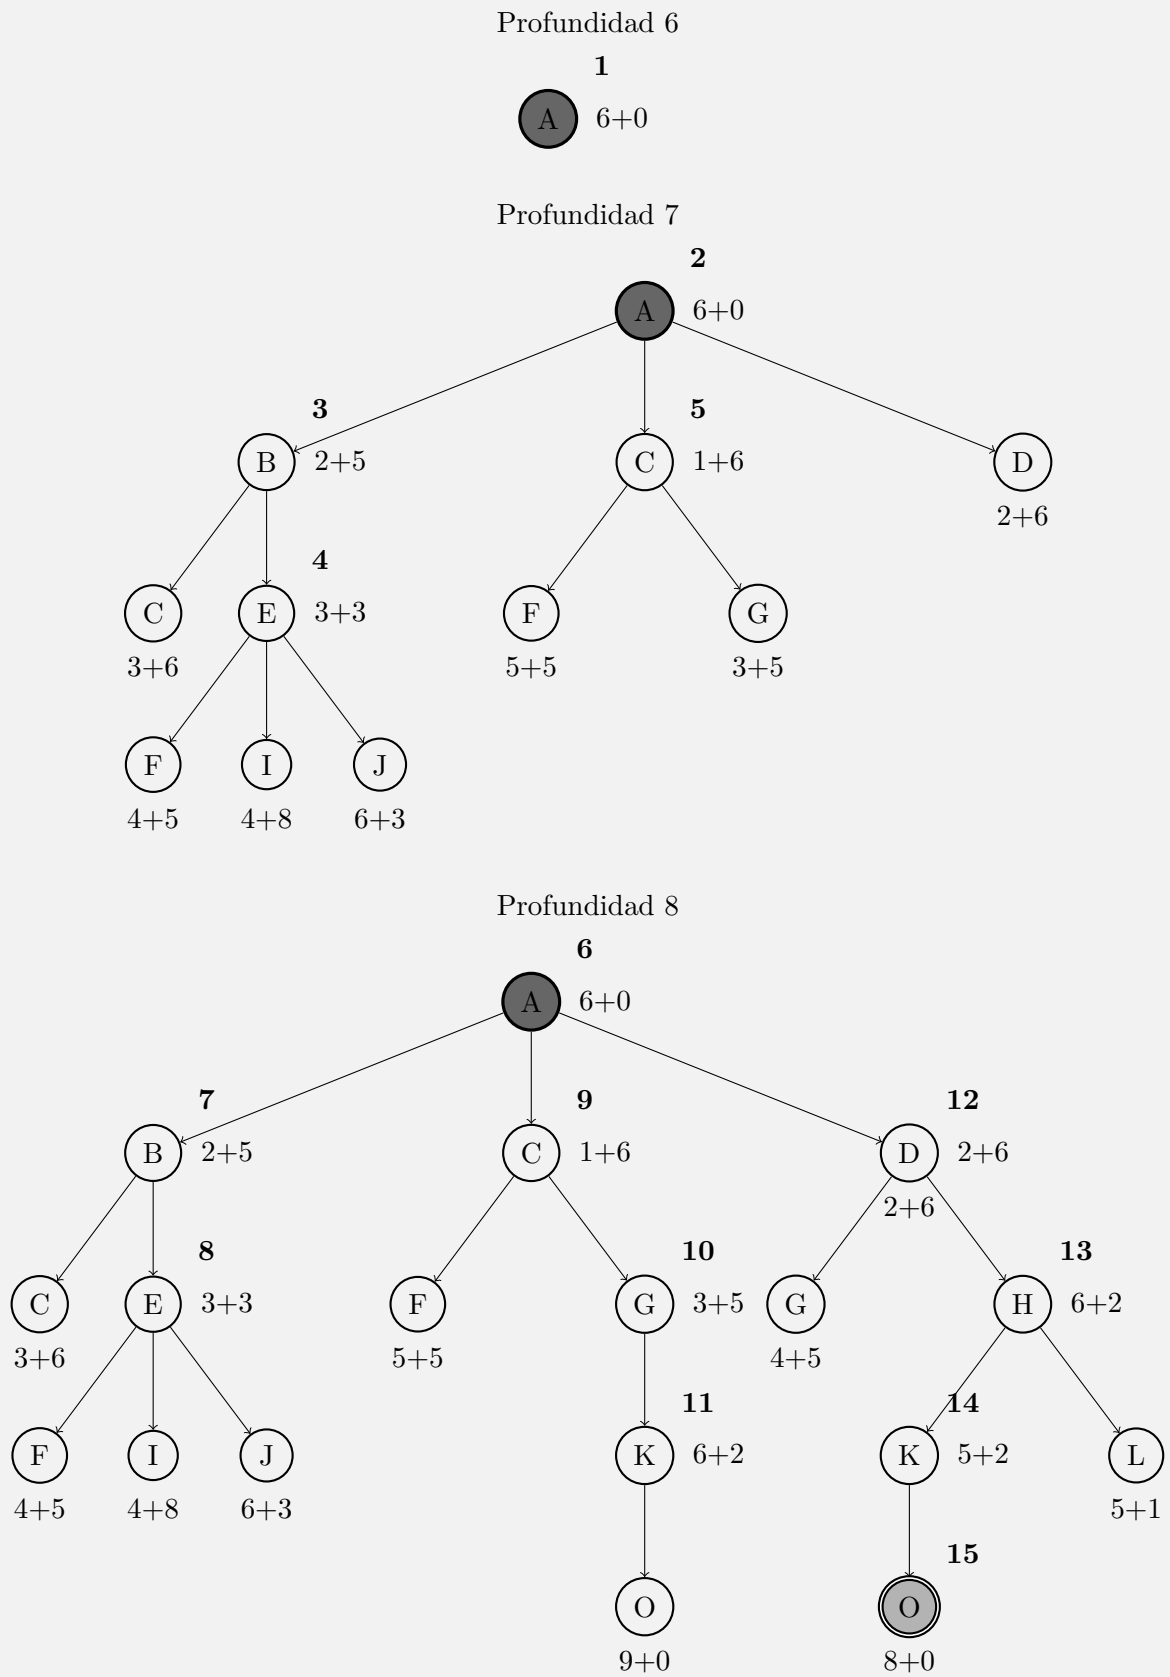 Profundidad 6
1
A 6+0
Profundidad 7
2
A 6+0
3 5
B 2+5 C 1+6 D
2+6
4
C E 3+3 F G
3+6 5+5 3+5
F I J
4+5 4+8 6+3
Profundidad 8
6
A 6+0
7 9 12
B 2+5 C 1+6 D 2+6
2+6
8 10 13
C E 3+3 F G 3+5 G H 6+2
3+6 5+5 4+5
11 14
F I J K 6+2 K 5+2 L
4+5 4+8 6+3 5+1
15
O O
9+0 8+0